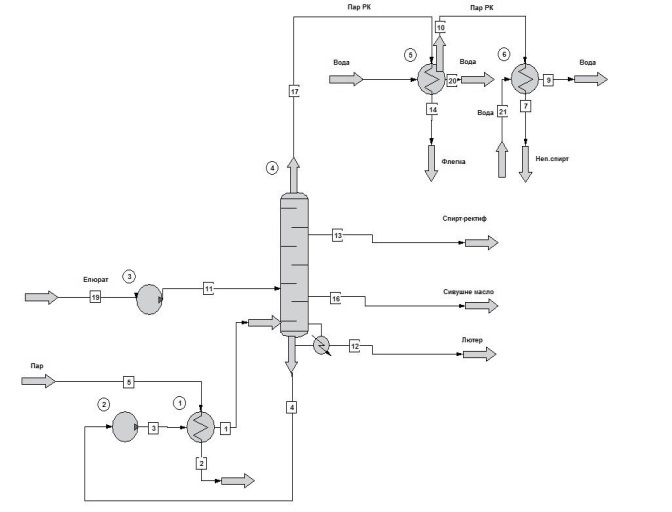 Пар РК
Пар РК
10
5
6
Вода
Вода
Вода
20
9
17
14
Вода
21
7
4
Флегма
Неп.спирт
Спирт-ректиф
13
Елюрат
3
Сивушне масло
19
11
16
Лютер
12
Пар
5
2
1
4
3
1
2